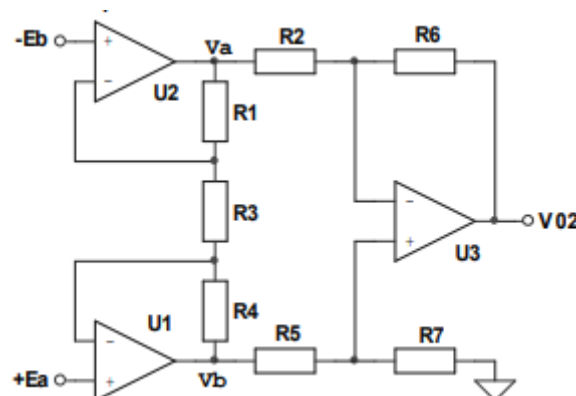 -Eb
+
-
U2
Va
R2
R6
R1
R3
-
+
U3
V02
R4
U1
-
+
+Ea
Vb
R5
R7